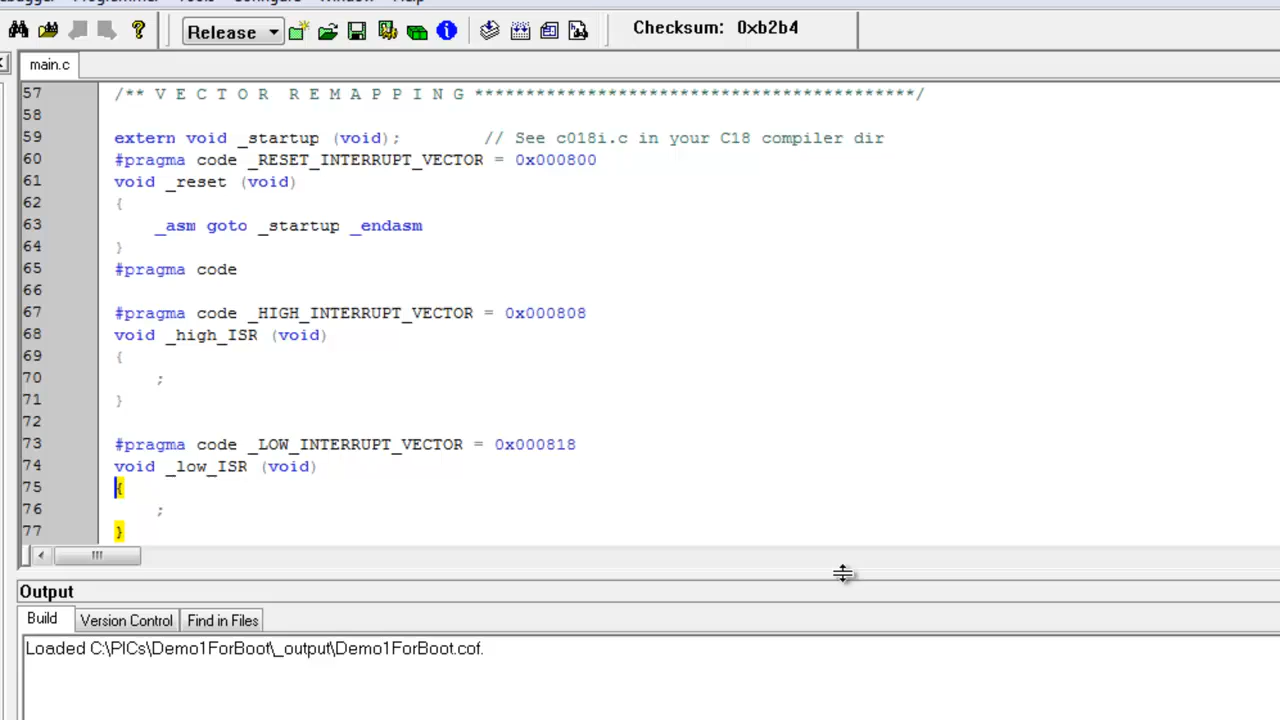 Release
Checksum: 0xb2b4
main.c
57 /** V E C T O R R E M A P P I N G *******************************************/
58
59 extern void _startup (void); // See c018i.c in your C18 compiler dir
60 #pragma code _RESET_INTERRUPT_VECTOR = 0x000800
61 void _reset (void)
62 {
63 _asm goto _startup _endasm
64 }
65 #pragma code
66
67 #pragma code _HIGH_INTERRUPT_VECTOR = 0x000808
68 void _high_ISR (void)
69 {
70 ;
71 }
72
73 #pragma code _LOW_INTERRUPT_VECTOR = 0x000818
74 void _low_ISR (void)
75 {
76 ;
77 }
Output
Build Version Control Find in Files
Loaded C:\PICs\Demo1ForBoot\_output\Demo1ForBoot.cof.